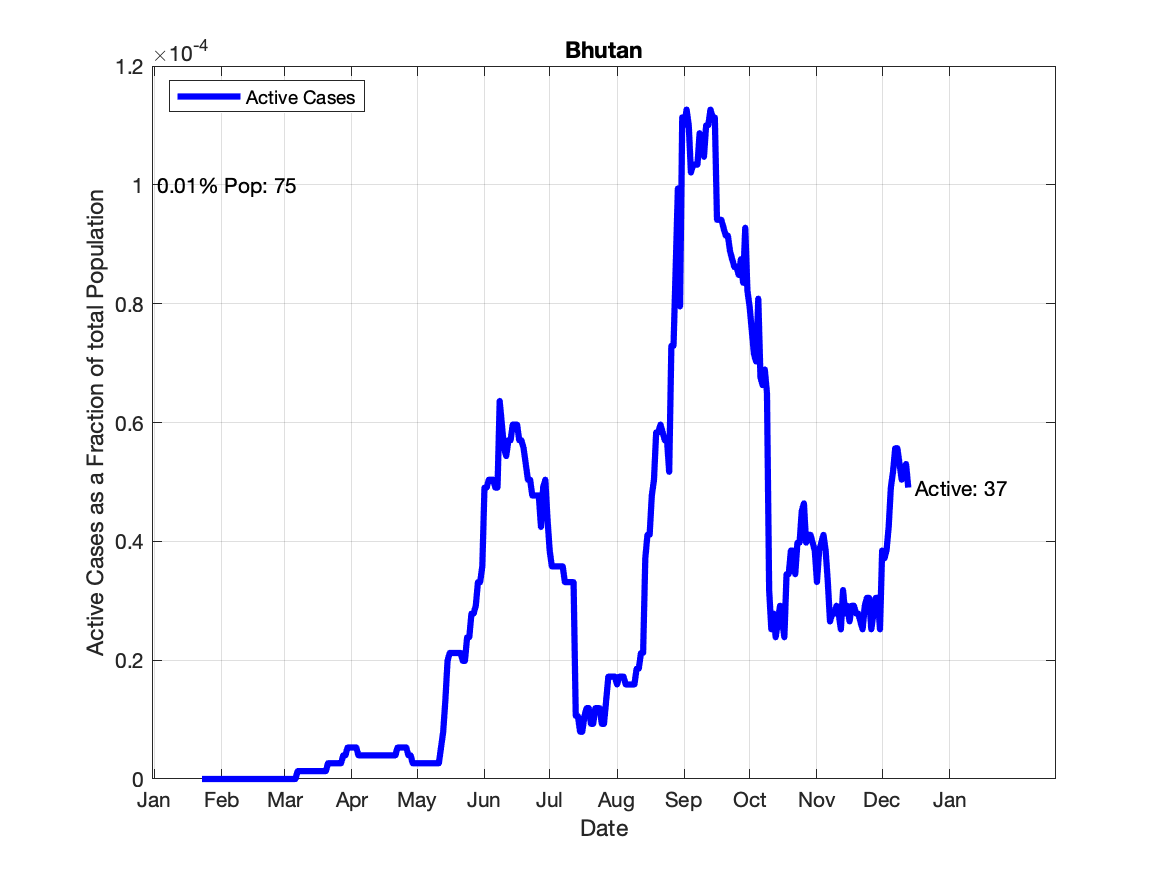 Bhutan
×10⁻⁴
1.2
1
0.8
0.6
0.4
0.2
0
Active Cases
0.01% Pop: 75
Active: 37
Active Cases as a Fraction of total Population
Jan Feb Mar Apr May Jun Jul Aug Sep Oct Nov Dec Jan
Date